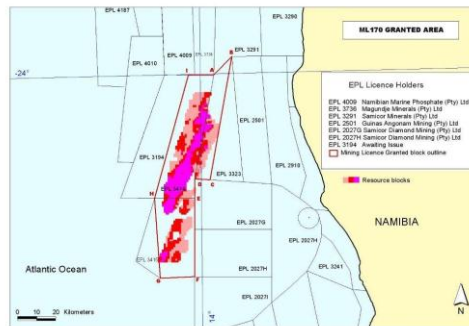 EPL 4187
EPL 3290
ML170 GRANTED AREA
B
EPL 4010
EPL 4009
EPL 3291
I
A
-24°
EPL Licence Holders
EPL 4009 Namibian Marine Phosphate (Pty) Ltd
EPL 3736 Magundje Minerals (Pty) Ltd
EPL 3291 Samicor Minerals (Pty) Ltd
EPL 2501 Guinas Angonam Mining (Pty) Ltd
EPL 2027G Samicor Diamond Mining (Pty) Ltd
EPL 2027H Samicor Diamond Mining (Pty) Ltd
EPL 3194 Awaiting Issue
Mining Licence Granted block outline
EPL 2501
EPL 3194
EPL 2918
EPL 3323
D
C
Resource blocks
H
E
NAMIBIA
EPL 2027G
EPL 2027H
Atlantic Ocean
EPL 2027H
EPL 3261
G
F
EPL 2027I
0 10 20
Kilometers
14°
N